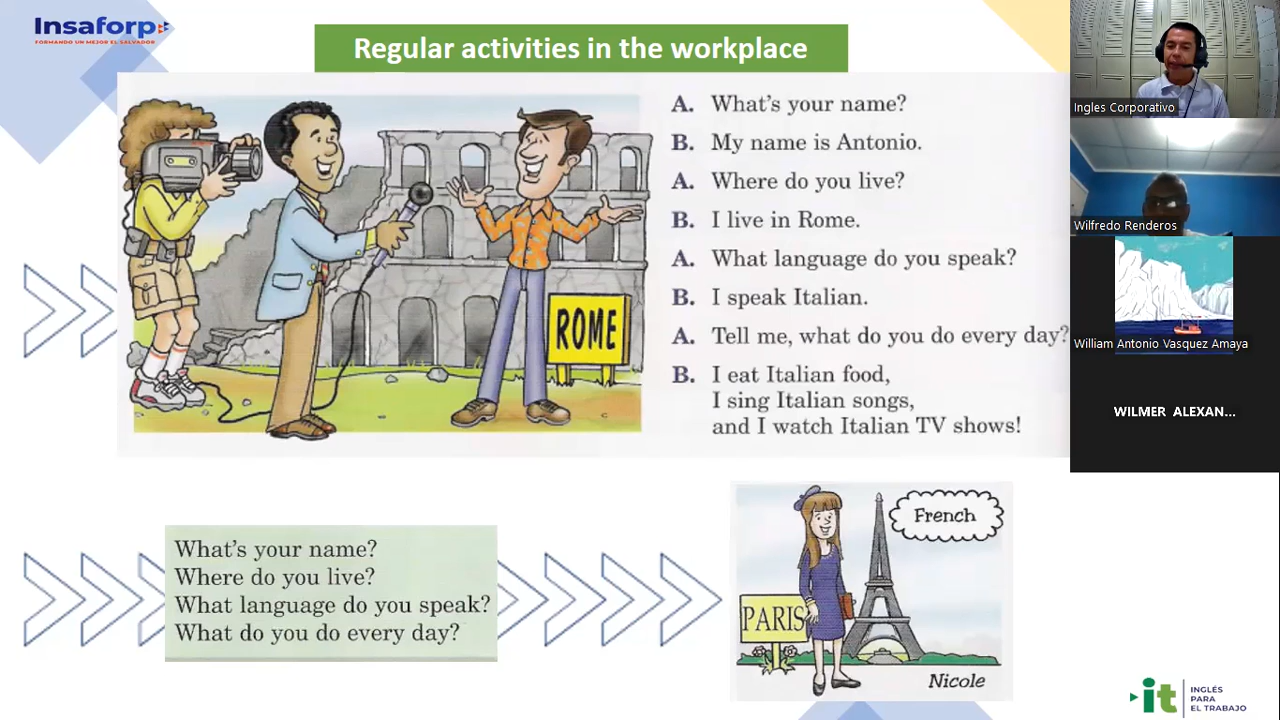 Insaforp
FORMANDO UN MEJOR EL SALVADOR
Regular activities in the workplace
A. What's your name?
B. My name is Antonio.
A. Where do you live?
B. I live in Rome.
A. What language do you speak?
B. I speak Italian.
A. Tell me, what do you do every day?
B. I eat Italian food,
I sing Italian songs,
and I watch Italian TV shows!
ROME
What's your name?
Where do you live?
What language do you speak?
What do you do every day?
French
PARIS
Nicole
Ingles Corporativo
Wilfredo Renderos
William Antonio Vasquez Amaya
WILMER ALEXAN...
it
INGLÉS
PARA
EL TRABAJO